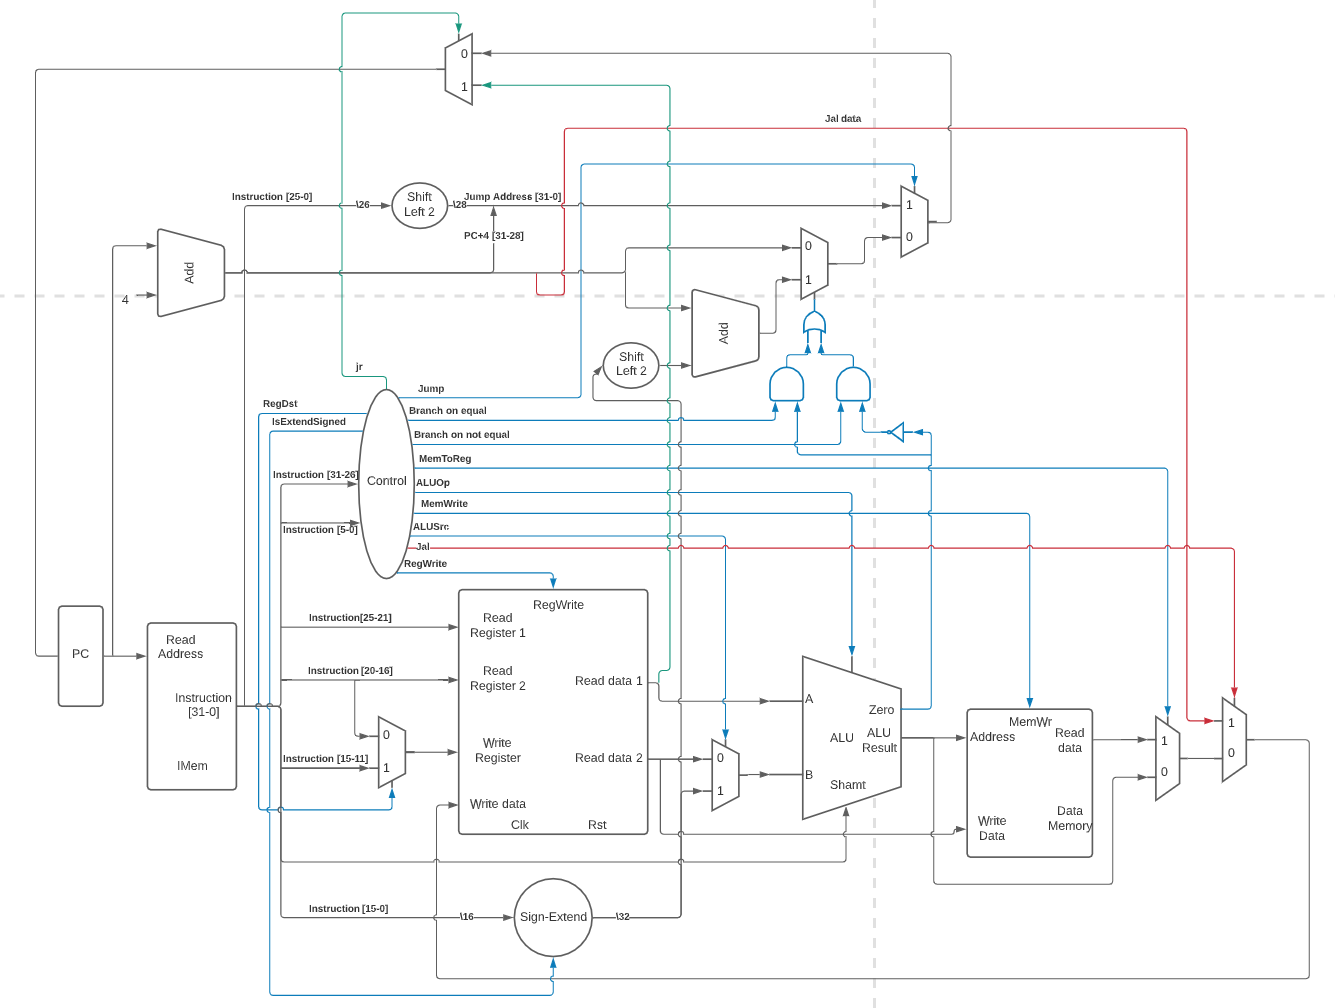 0
1
Jal data
Instruction [25-0]
\26
Shift
Left 2
\28
Jump Address [31-0]
1
0
PC+4 [31-28]
0
1
Add
4
Add
Shift
Left 2
jr
Jump
RegDst
Branch on equal
IsExtendSigned
Branch on not equal
MemToReg
Instruction [31-26]
Control
ALUOp
MemWrite
Instruction [5-0]
ALUSrc
Jal
RegWrite
RegWrite
Instruction[25-21]
Read
Register 1
PC
Read
Address
Instruction [20-16]
Read
Register 2
Read data 1
Instruction
[31-0]
A
Zero
ALU
ALU
Result
MemWr
Address
Read
data
1
0
1
0
0
1
Write
Register
Read data 2
0
1
B
IMem
Instruction [15-11]
Shamt
Write data
Clk
Rst
Write
Data
Data
Memory
Instruction [15-0]
\16
Sign-Extend
\32